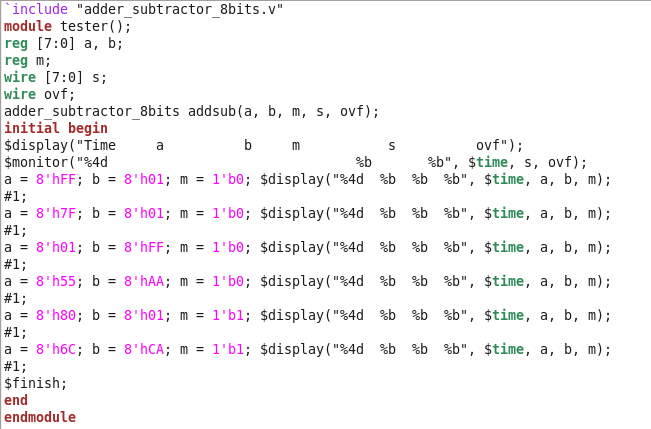 `include "adder_subtractor_8bits.v"
module tester();
reg [7:0] a, b;
reg m;
wire [7:0] s;
wire ovf;
adder_subtractor_8bits addsub(a, b, m, s, ovf);
initial begin
$display("Time     a          b     m           s          ovf");
$monitor("%4d                               %b       %b", $time, s, ovf);
a = 8'hFF; b = 8'h01; m = 1'b0; $display("%4d  %b  %b  %b", $time, a, b, m);
#1;
a = 8'h7F; b = 8'h01; m = 1'b0; $display("%4d  %b  %b  %b", $time, a, b, m);
#1;
a = 8'h01; b = 8'hFF; m = 1'b0; $display("%4d  %b  %b  %b", $time, a, b, m);
#1;
a = 8'h55; b = 8'hAA; m = 1'b0; $display("%4d  %b  %b  %b", $time, a, b, m);
#1;
a = 8'h80; b = 8'h01; m = 1'b1; $display("%4d  %b  %b  %b", $time, a, b, m);
#1;
a = 8'h6C; b = 8'hCA; m = 1'b1; $display("%4d  %b  %b  %b", $time, a, b, m);
#1;
$finish;
end
endmodule